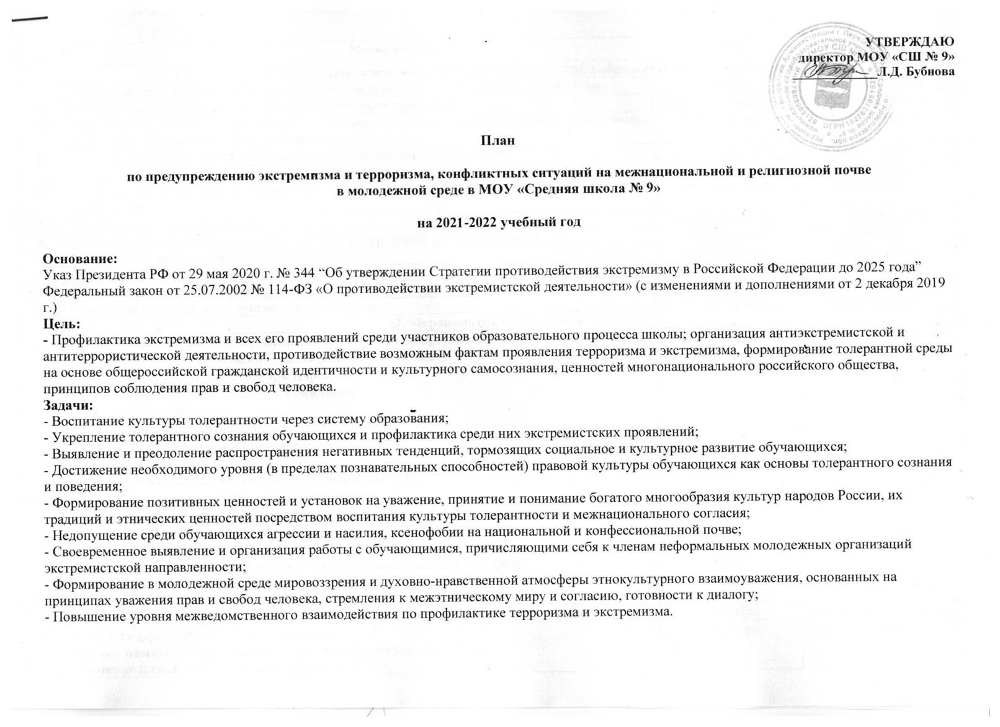 УТВЕРЖДАЮ
директор МОУ «СШ № 9»
Л.Д. Бубнова
План
по предупреждению экстремизма и терроризма, конфликтных ситуаций на межнациональной и религиозной почве
в молодежной среде в МОУ «Средняя школа № 9»
на 2021-2022 учебный год
Основание:
Указ Президента РФ от 29 мая 2020 г. № 344 “Об утверждении Стратегии противодействия экстремизму в Российской Федерации до 2025 года”
Федеральный закон от 25.07.2002 № 114-ФЗ «О противодействии экстремистской деятельности» (с изменениями и дополнениями от 2 декабря 2019
г.)
Цель:
- Профилактика экстремизма и всех его проявлений среди участников образовательного процесса школы; организация антиэкстремистской и
антитеррористической деятельности, противодействие возможным фактам проявления терроризма и экстремизма, формирование толерантной среды
на основе общероссийской гражданской идентичности и культурного самосознания, ценностей многонационального российского общества,
принципов соблюдения прав и свобод человека.
Задачи:
- Воспитание культуры толерантности через систему образования;
- Укрепление толерантного сознания обучающихся и профилактика среди них экстремистских проявлений;
- Выявление и преодоление распространения негативных тенденций, тормозящих социальное и культурное развитие обучающихся;
- Достижение необходимого уровня (в пределах познавательных способностей) правовой культуры обучающихся как основы толерантного сознания
и поведения;
- Формирование позитивных ценностей и установок на уважение, принятие и понимание богатого многообразия культур народов России, их
традиций и этнических ценностей посредством воспитания культуры толерантности и межнационального согласия;
- Недопущение среди обучающихся агрессии и насилия, ксенофобии на национальной и конфессиональной почве;
- Своевременное выявление и организация работы с обучающимися, причисляющими себя к членам неформальных молодежных организаций
экстремистской направленности;
- Формирование в молодежной среде мировоззрения и духовно-нравственной атмосферы этнокультурного взаимоуважения, основанных на
принципах уважения прав и свобод человека, стремления к межэтническому миру и согласию, готовности к диалогу;
- Повышение уровня межведомственного взаимодействия по профилактике терроризма и экстремизма.